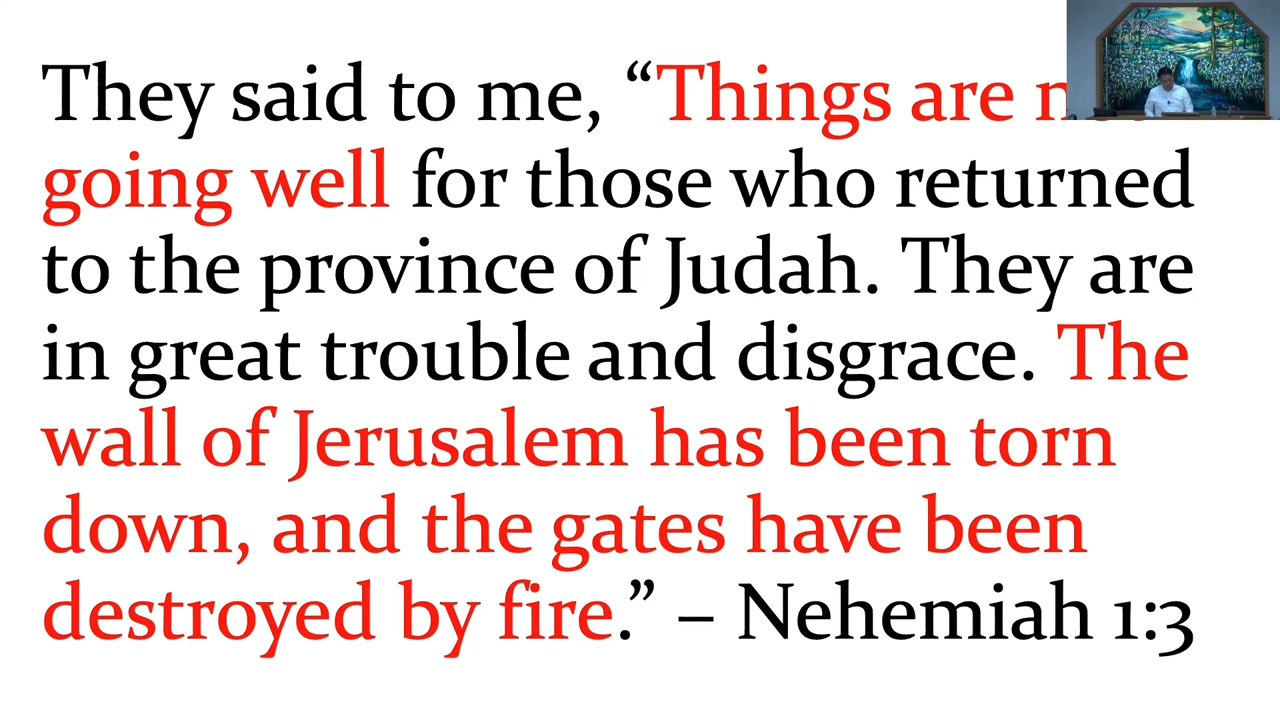 They said to me, “Things are
going well for those who returned
to the province of Judah. They are
in great trouble and disgrace. The
wall of Jerusalem has been torn
down, and the gates have been
destroyed by fire.” – Nehemiah 1:3